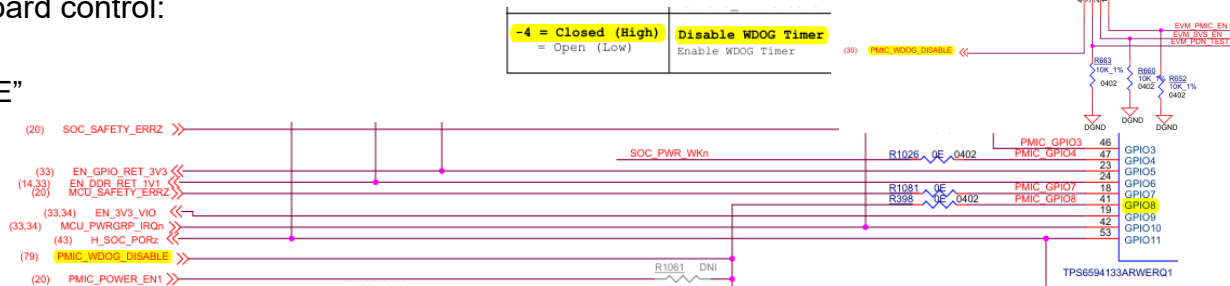 oard control:
-4 = Closed (High) Disable WDOG Timer
= Open (Low) Enable WDOG Timer
(30) PMIC_WDOG_DISABLE
EVM_PMIC_EN
EVM_SVS_EN
EVM_PDN_TEST
R663
10K_1%
0402
R660
10K_1%
0402
R652
10K_1%
0402
DGND
DGND
DGND
E”
(20) SOC_SAFETY_ERRZ
(33) EN_GPIO_RET_3V3
(14,33) EN_DDR_RET_1V1
(20) MCU_SAFETY_ERRZ
(33,34) EN_3V3_VIO
(33,34) MCU_PWRGRP_IRQn
(43) H_SOC_PORz
(79) PMIC_WDOG_DISABLE
(20) PMIC_POWER_EN1
R1061 DNI
SOC_PWR_WKn
R1026 0E 0402
R1081 0E
R398 0E 0402
PMIC_GPIO3 46 GPIO3
PMIC_GPIO4 47 GPIO4
23 GPIO5
24 GPIO6
PMIC_GPIO7 18 GPIO7
PMIC_GPIO8 41 GPIO8
19 GPIO9
42 GPIO10
53 GPIO11
TPS6594133ARWERQ1